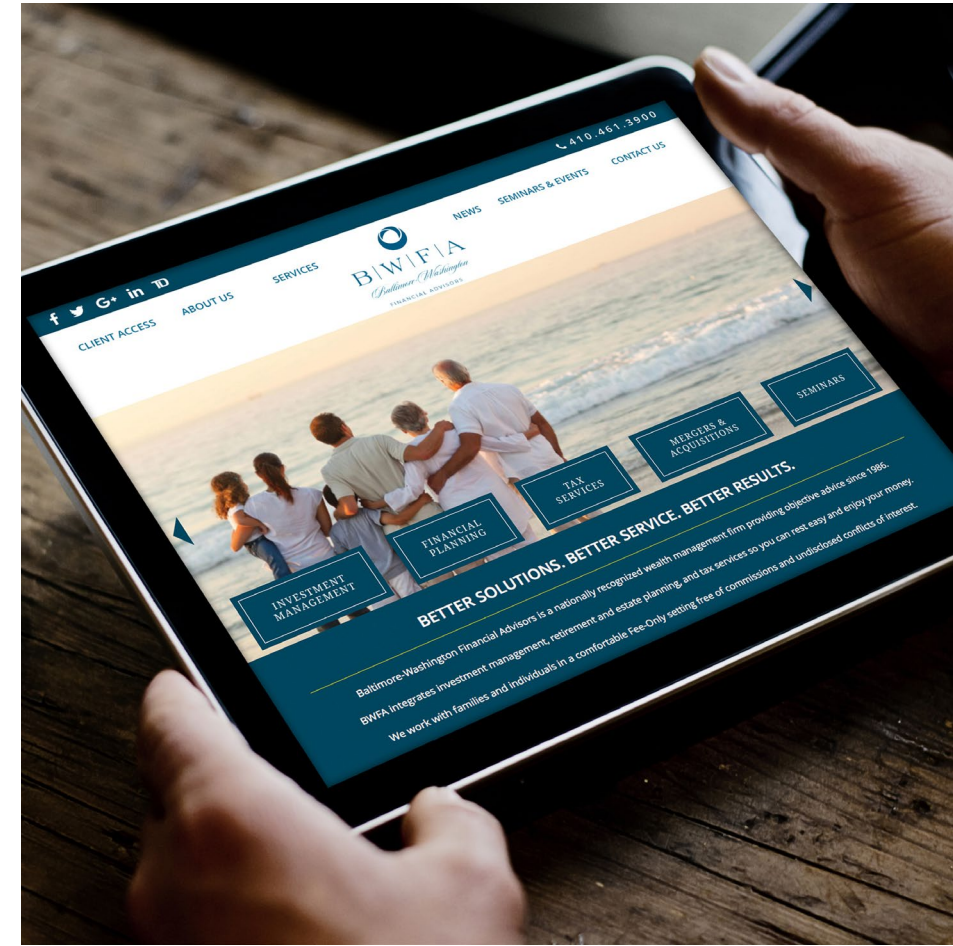 410.461.3900
f G+ in TD
CLIENT ACCESS
ABOUT US
SERVICES
B|W|F|A
Baltimore-Washington
FINANCIAL ADVISORS
NEWS
SEMINARS & EVENTS
CONTACT US
INVESTMENT
MANAGEMENT
FINANCIAL
PLANNING
TAX
SERVICES
MERGERS &
ACQUISITIONS
SEMINARS
BETTER SOLUTIONS. BETTER SERVICE. BETTER RESULTS.
Baltimore-Washington Financial Advisors is a nationally recognized wealth management firm providing objective advice since 1986.
BWFA integrates investment management, retirement and estate planning, and tax services so you can rest easy and enjoy your money.
We work with families and individuals in a comfortable Fee-Only setting free of commissions and undisclosed conflicts of interest.